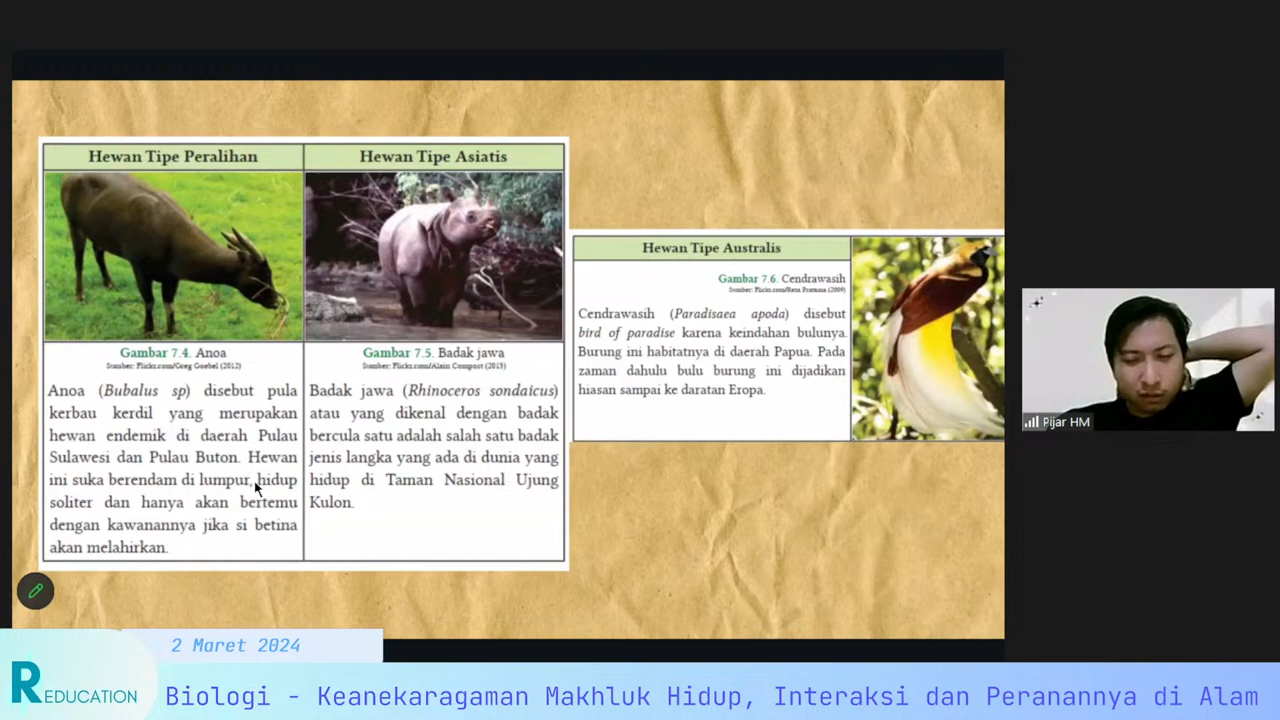 Hewan Tipe Peralihan
Hewan Tipe Asiatis
Gambar 7.4. Anoa
Sumber: Flickr.com/Greg Goebel (2012)
Anoa (Bubalus sp) disebut pula
kerbau kerdil yang merupakan
hewan endemik di daerah Pulau
Sulawesi dan Pulau Buton. Hewan
ini suka berendam di lumpur, hidup
soliter dan hanya akan bertemu
dengan kawanannya jika si betina
akan melahirkan.
Gambar 7.5. Badak jawa
Sumber: Flickr.com/Alain Compost (2013)
Badak jawa (Rhinoceros sondaicus)
atau yang dikenal dengan badak
bercula satu adalah salah satu badak
jenis langka yang ada di dunia yang
hidup di Taman Nasional Ujung
Kulon.
Hewan Tipe Australis
Gambar 7.6. Cendrawasih
Sumber: Flickr.com/Reza Pratama (2009)
Cendrawasih (Paradisaea apoda) disebut
bird of paradise karena keindahan bulunya.
Burung ini habitatnya di daerah Papua. Pada
zaman dahulu bulu burung ini dijadikan
hiasan sampai ke daratan Eropa.
Pijar HM
2 Maret 2024
R EDUCATION
Biologi - Keanekaragaman Makhluk Hidup, Interaksi dan Peranannya di Alam